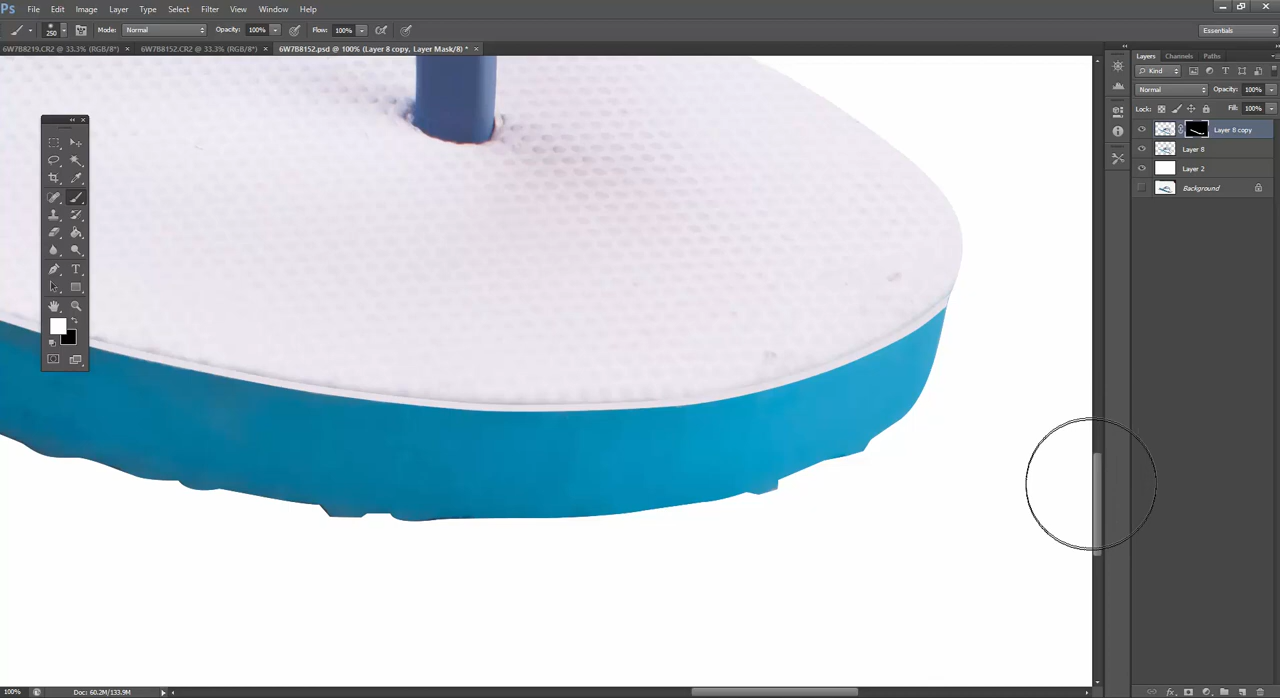 Ps File Edit Image Layer Type Select Filter View Window Help
250 Mode: Normal Opacity: 100% Flow: 100% Essentials
6W7B8219.CR2 @ 33.3% (RGB/8*) × 6W7B8152.CR2 @ 33.3% (RGB/8*) × 6W7B8152.psd @ 100% (Layer 8 copy, Layer Mask/8) * ×
Layers Channels Paths
Kind
Normal Opacity: 100%
Lock: Fill: 100%
Layer 8 copy
Layer 8
Layer 2
Background
100% Doc: 60.2M/133.9M